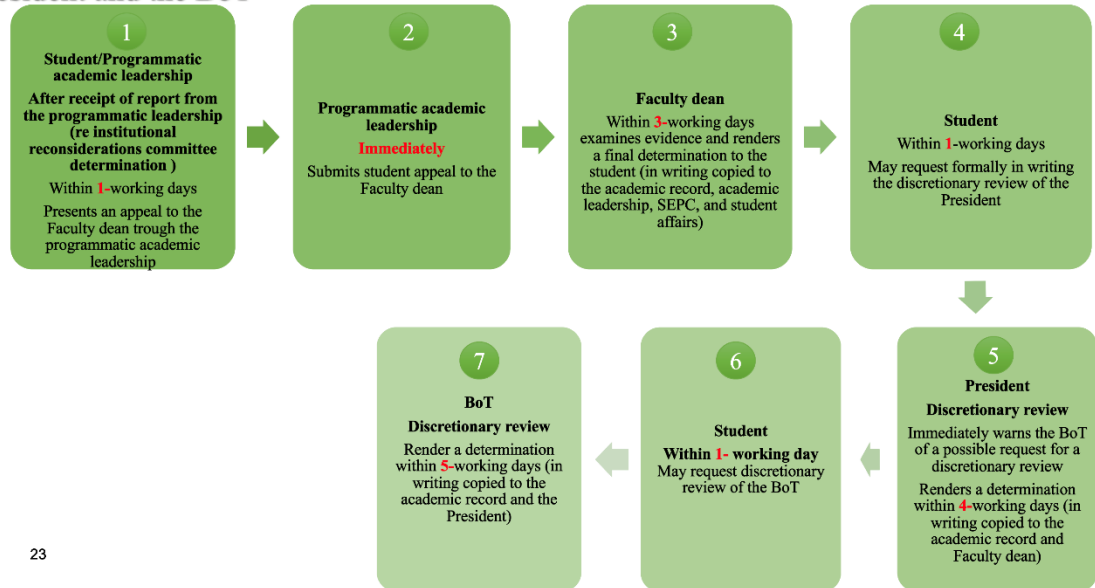 1
Student/Programmatic
academic leadership
After receipt of report from
the programmatic leadership
(re institutional
reconsiderations committee
determination )
Within 1-working days
Presents an appeal to the
Faculty dean trough the
programmatic academic
leadership
2
Programmatic academic
leadership
Immediately
Submits student appeal to the
Faculty dean
3
Faculty dean
Within 3-working days
examines evidence and renders
a final determination to the
student (in writing copied to
the academic record, academic
leadership, SEPC, and student
affairs)
4
Student
Within 1-working days
May request formally in writing
the discretionary review of the
President
5
President
Discretionary review
Immediately warns the BoT
of a possible request for a
discretionary review
Renders a determination
within 4-working days (in
writing copied to the
academic record and
Faculty dean)
6
Student
Within 1- working day
May request discretionary
review of the BoT
7
BoT
Discretionary review
Render a determination
within 5-working days (in
writing copied to the
academic record and the
President)
23